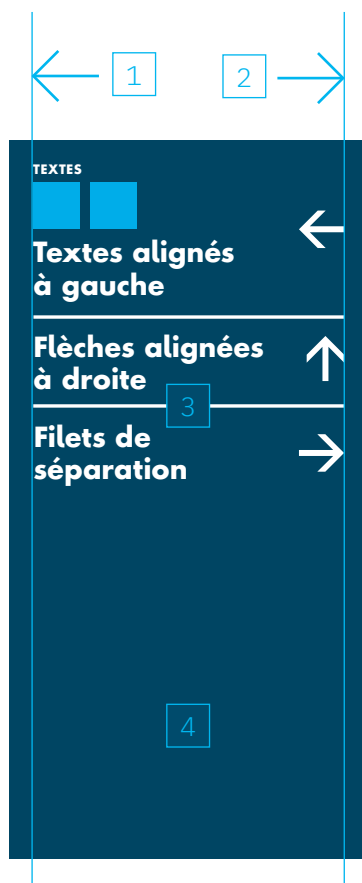 1
2
TEXTES
Textes alignés
à gauche
Flèches alignées
à droite
3
Filets de
séparation
4